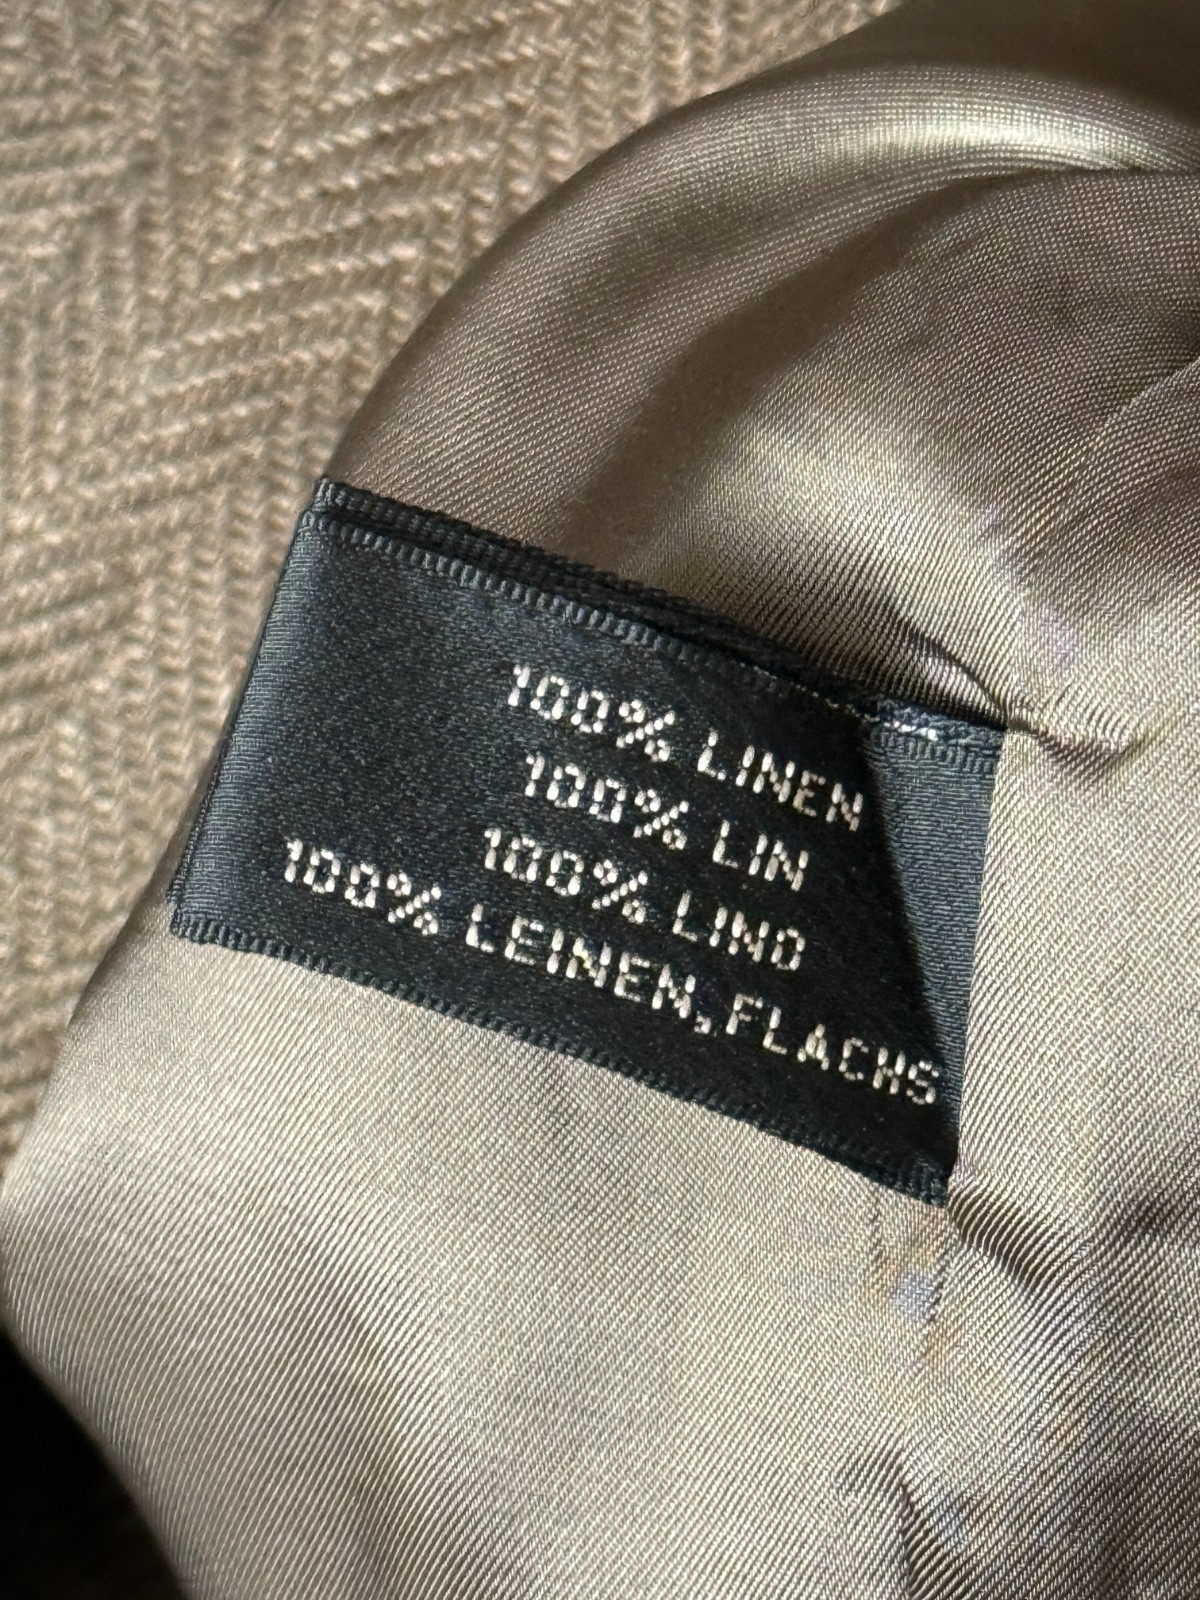 100% LINEN
100% LIN
100% LINO
100% LEINEN,FLACHS